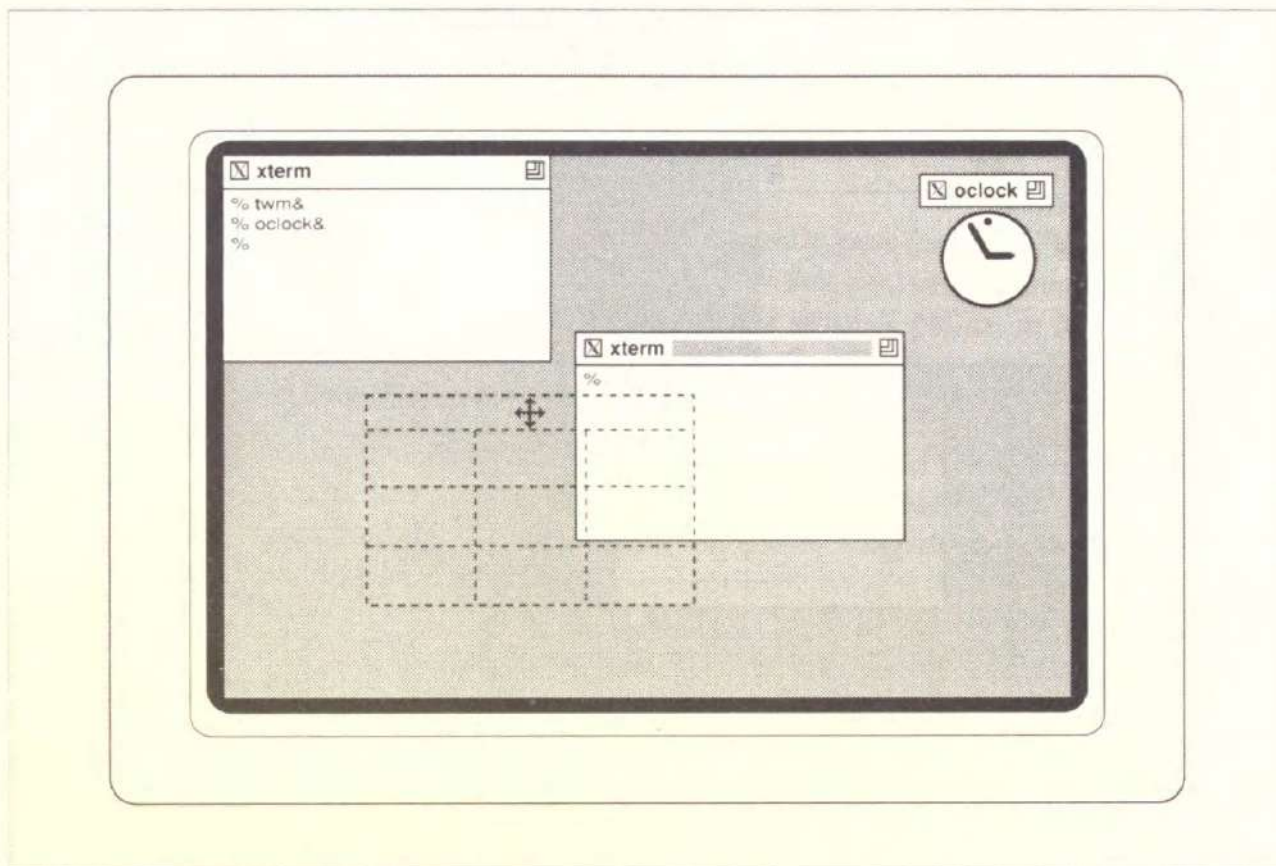 xterm
% twm&
% oclock&
%
oclock
xterm
%